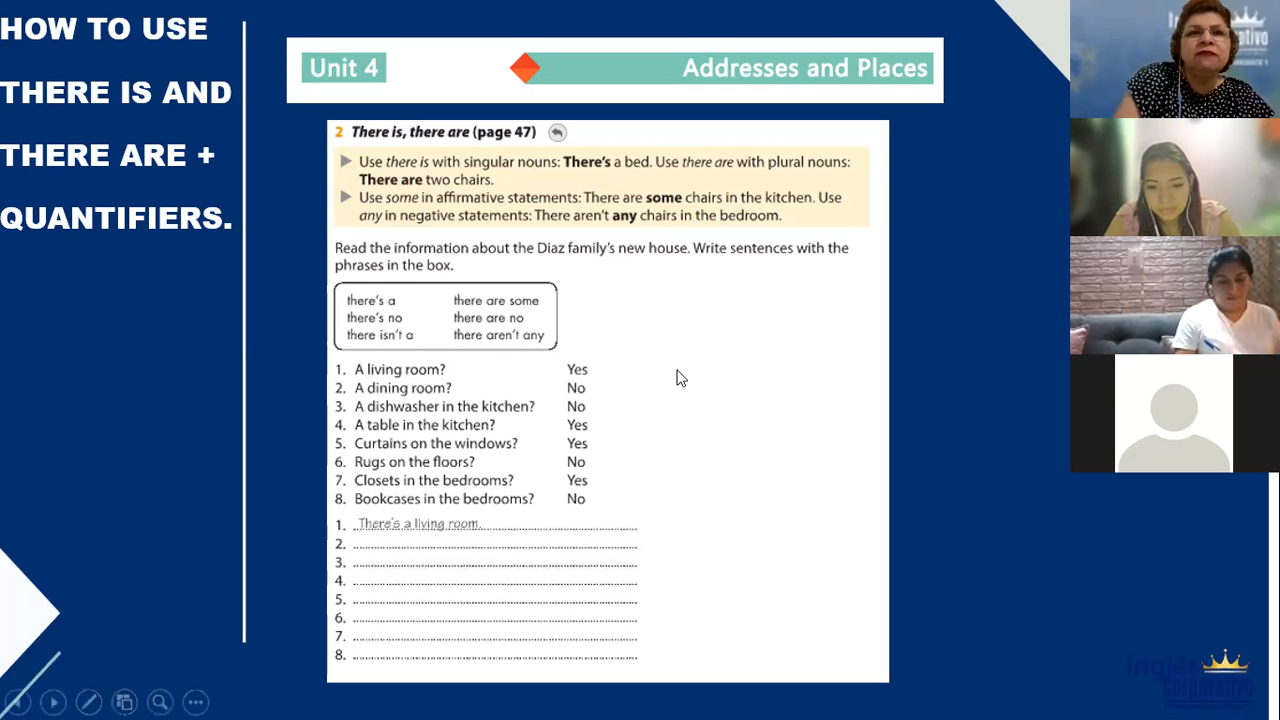 HOW TO USE
THERE IS AND
THERE ARE +
QUANTIFIERS.
Unit 4
Addresses and Places
2 There is, there are (page 47)
Use there is with singular nouns: There's a bed. Use there are with plural nouns:
There are two chairs.
Use some in affirmative statements: There are some chairs in the kitchen. Use
any in negative statements: There aren't any chairs in the bedroom.
Read the information about the Diaz family's new house. Write sentences with the
phrases in the box.
there's a there are some
there's no there are no
there isn't a there aren't any
1. A living room? Yes
2. A dining room? No
3. A dishwasher in the kitchen? No
4. A table in the kitchen? Yes
5. Curtains on the windows? Yes
6. Rugs on the floors? No
7. Closets in the bedrooms? Yes
8. Bookcases in the bedrooms? No
1. There's a living room.
2.
3.
4.
5.
6.
7.
8.
Inglés
Corporativo